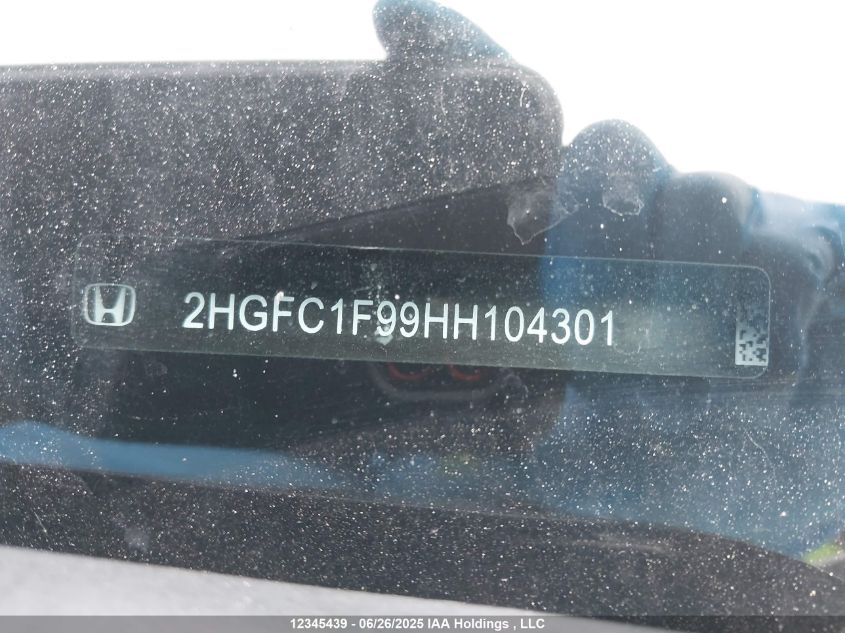 2HGFC1F99HH104301
12345439 - 06/26/2025 IAA Holdings , LLC